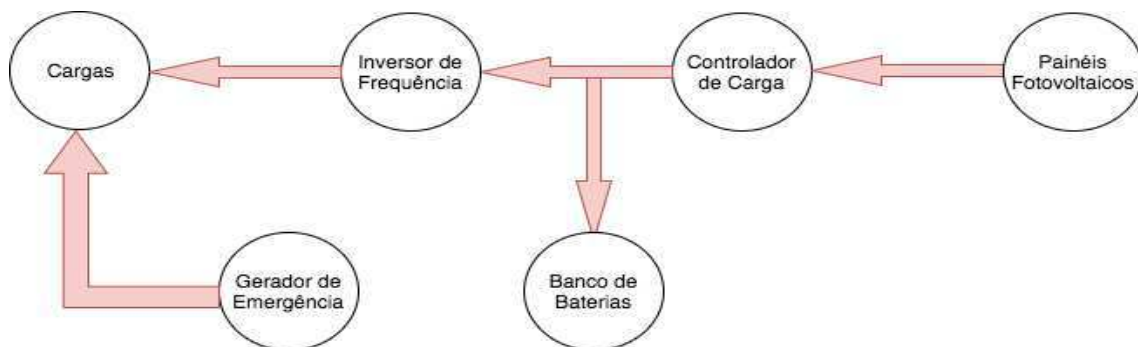 Cargas
Inversor de
Frequência
Controlador
de Carga
Painéis
Fotovoltaicos
Gerador de
Emergência
Banco de
Baterias